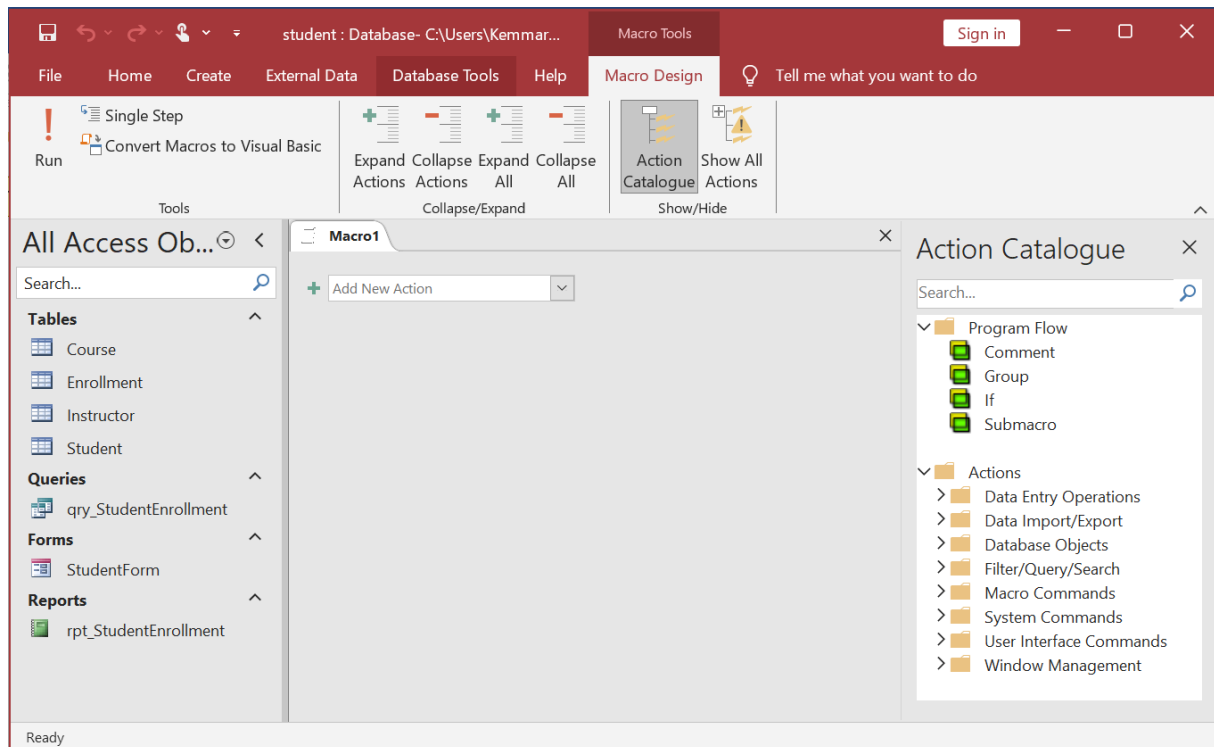 student : Database- C:\Users\Kemmar...
Macro Tools
Sign in
File Home Create External Data Database Tools Help Macro Design Tell me what you want to do
Run
Single Step
Convert Macros to Visual Basic
Tools
Expand Actions
Collapse Actions
Expand All
Collapse All
Collapse/Expand
Action Catalogue
Show All Actions
Show/Hide
All Access Ob...
Search...
Tables
Course
Enrollment
Instructor
Student
Queries
qry_StudentEnrollment
Forms
StudentForm
Reports
rpt_StudentEnrollment
Macro1
Add New Action
Action Catalogue
Search...
Program Flow
Comment
Group
If
Submacro
Actions
Data Entry Operations
Data Import/Export
Database Objects
Filter/Query/Search
Macro Commands
System Commands
User Interface Commands
Window Management
Ready